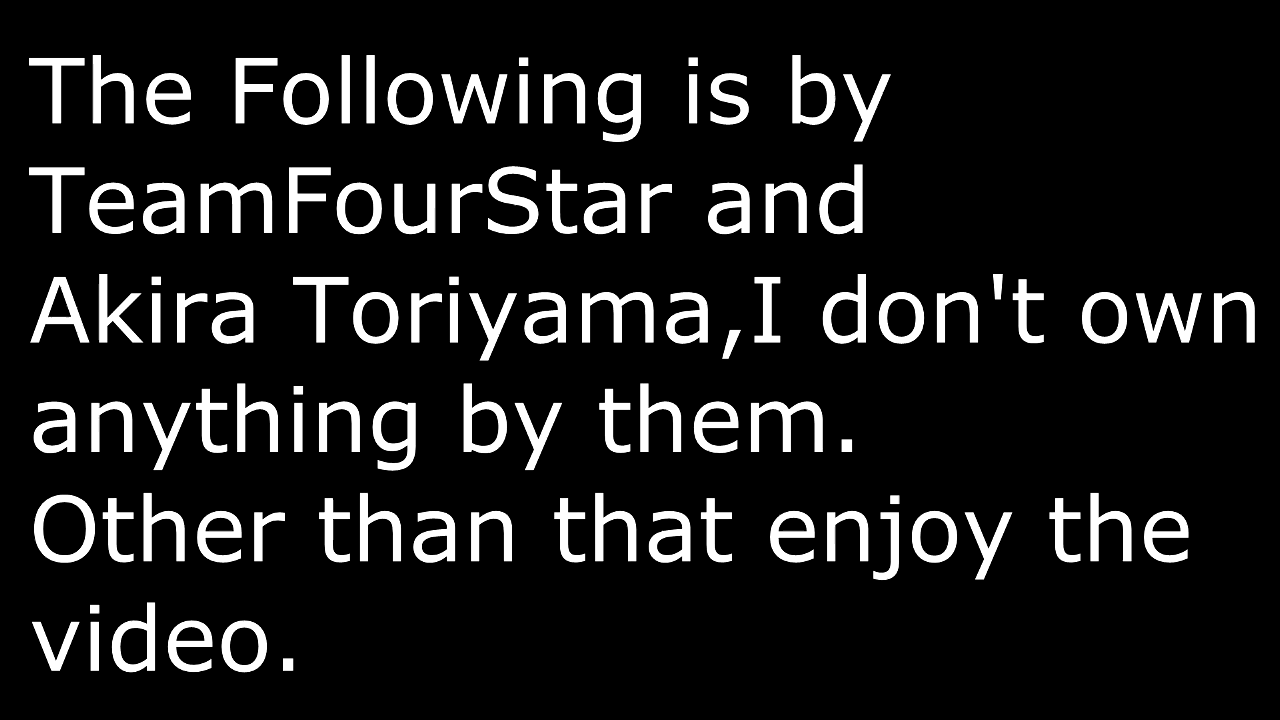 The Following is by
TeamFourStar and
Akira Toriyama,I don't own
anything by them.
Other than that enjoy the
video.